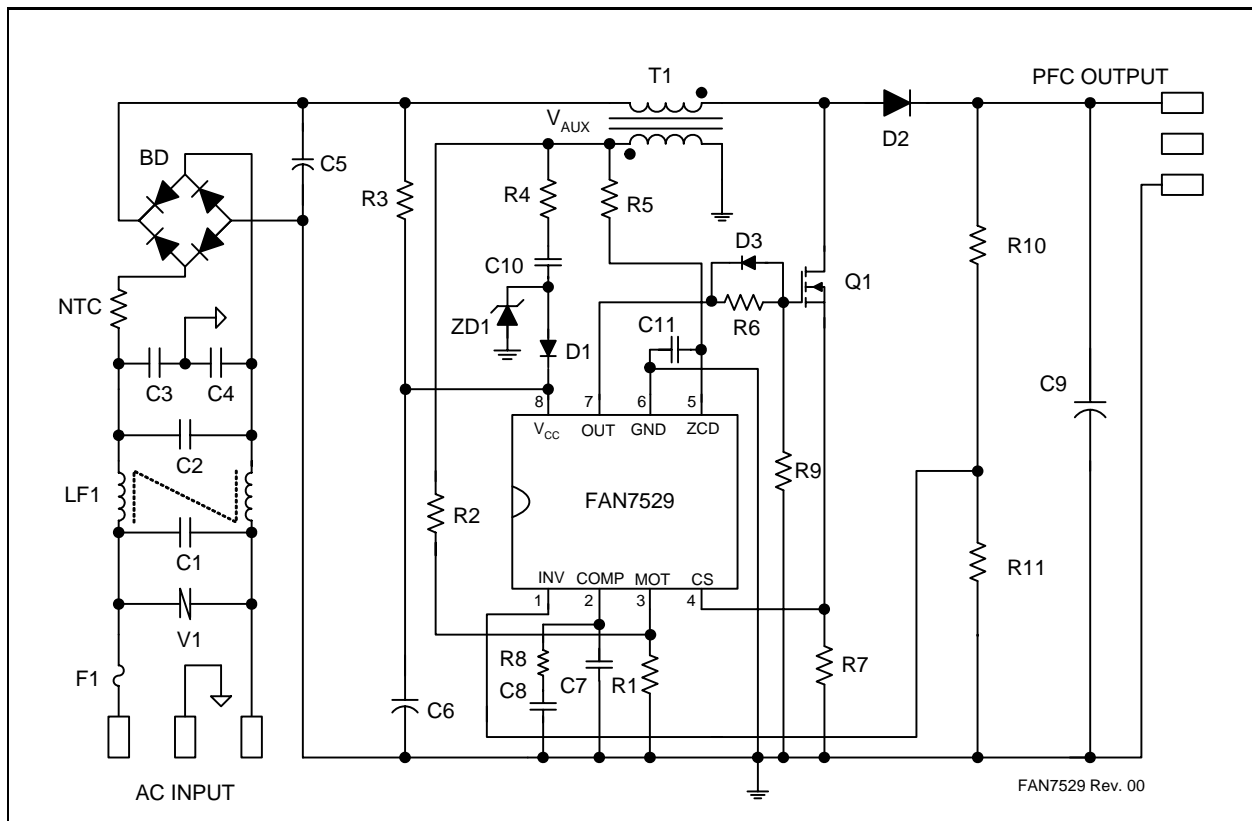 T1
PFC OUTPUT
VAUX
D2
BD
C5
R3
R4
R5
R10
D3
C10
Q1
NTC
ZD1
R6
C11
D1
C3
C4
C9
8
7
6
5
VCC
OUT
GND
ZCD
C2
R9
LF1
FAN7529
R2
C1
R11
INV
COMP
MOT
CS
1
2
3
4
V1
R8
C7
R1
R7
F1
C8
C6
AC INPUT
FAN7529 Rev. 00